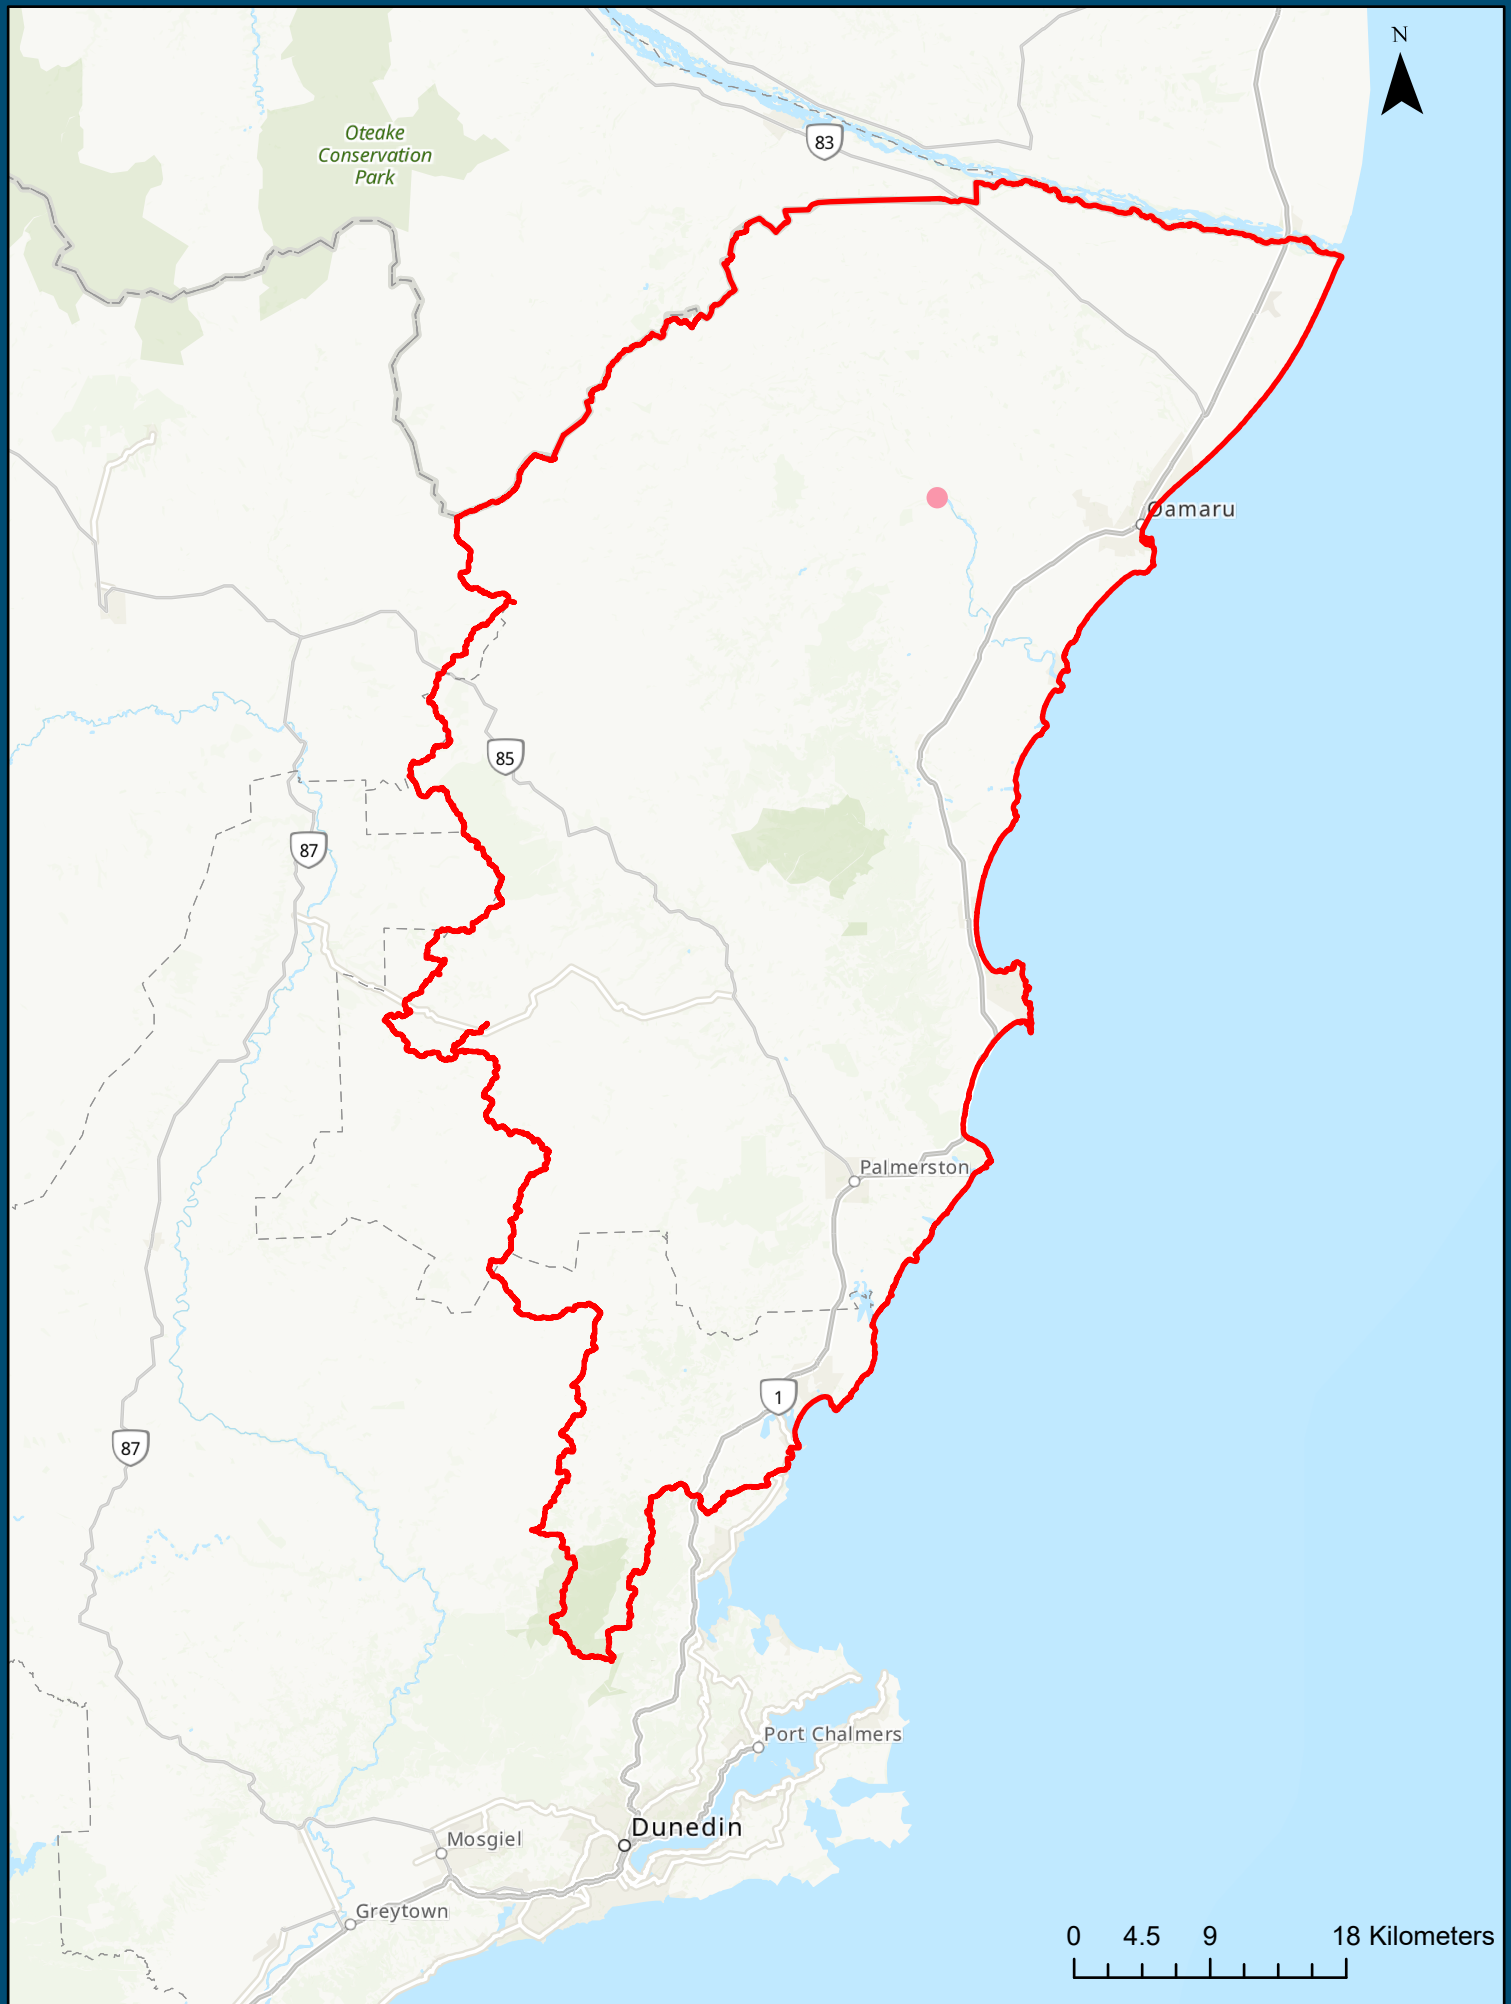 N
Oteake
Conservation
Park
83
Oamaru
85
87
Palmerston
1
87
Port Chalmers
Dunedin
Mosgiel
Greytown
0 4.5 9 18 Kilometers